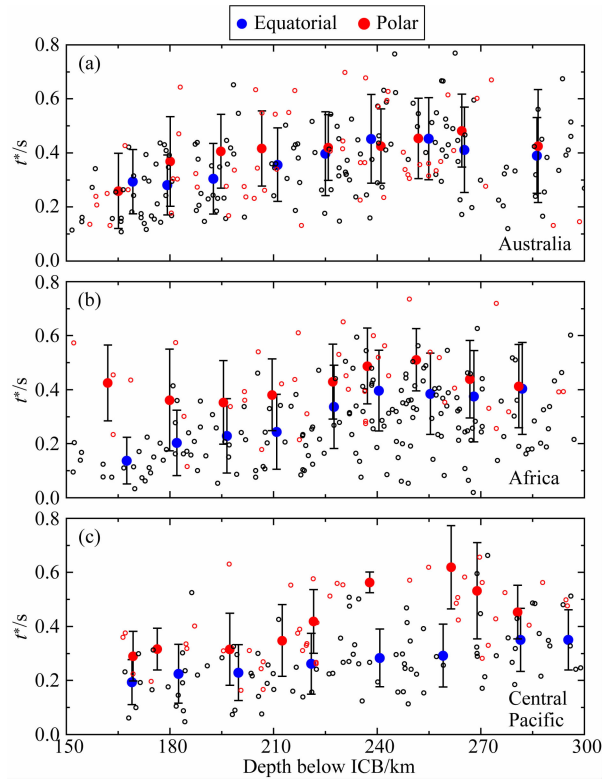 Equatorial Polar
(a)
0.8
0.6
0.4
0.2
0.0
t*/s
Australia
(b)
0.8
0.6
0.4
0.2
0.0
t*/s
Africa
(c)
0.8
0.6
0.4
0.2
0.0
t*/s
Central
Pacific
150 180 210 240 270 300
Depth below ICB/km